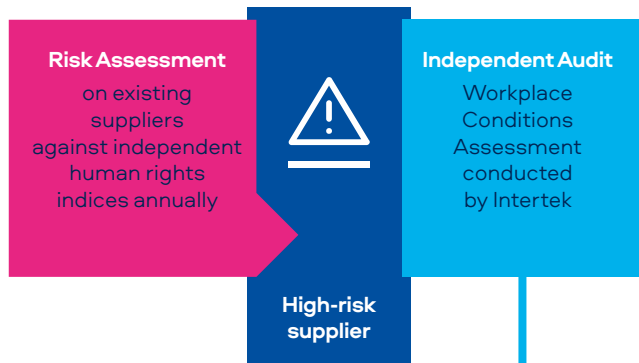 Risk Assessment
on existing
suppliers
against independent
human rights
indices annually
High-risk
supplier
Independent Audit
Workplace
Conditions
Assessment
conducted
by Intertek